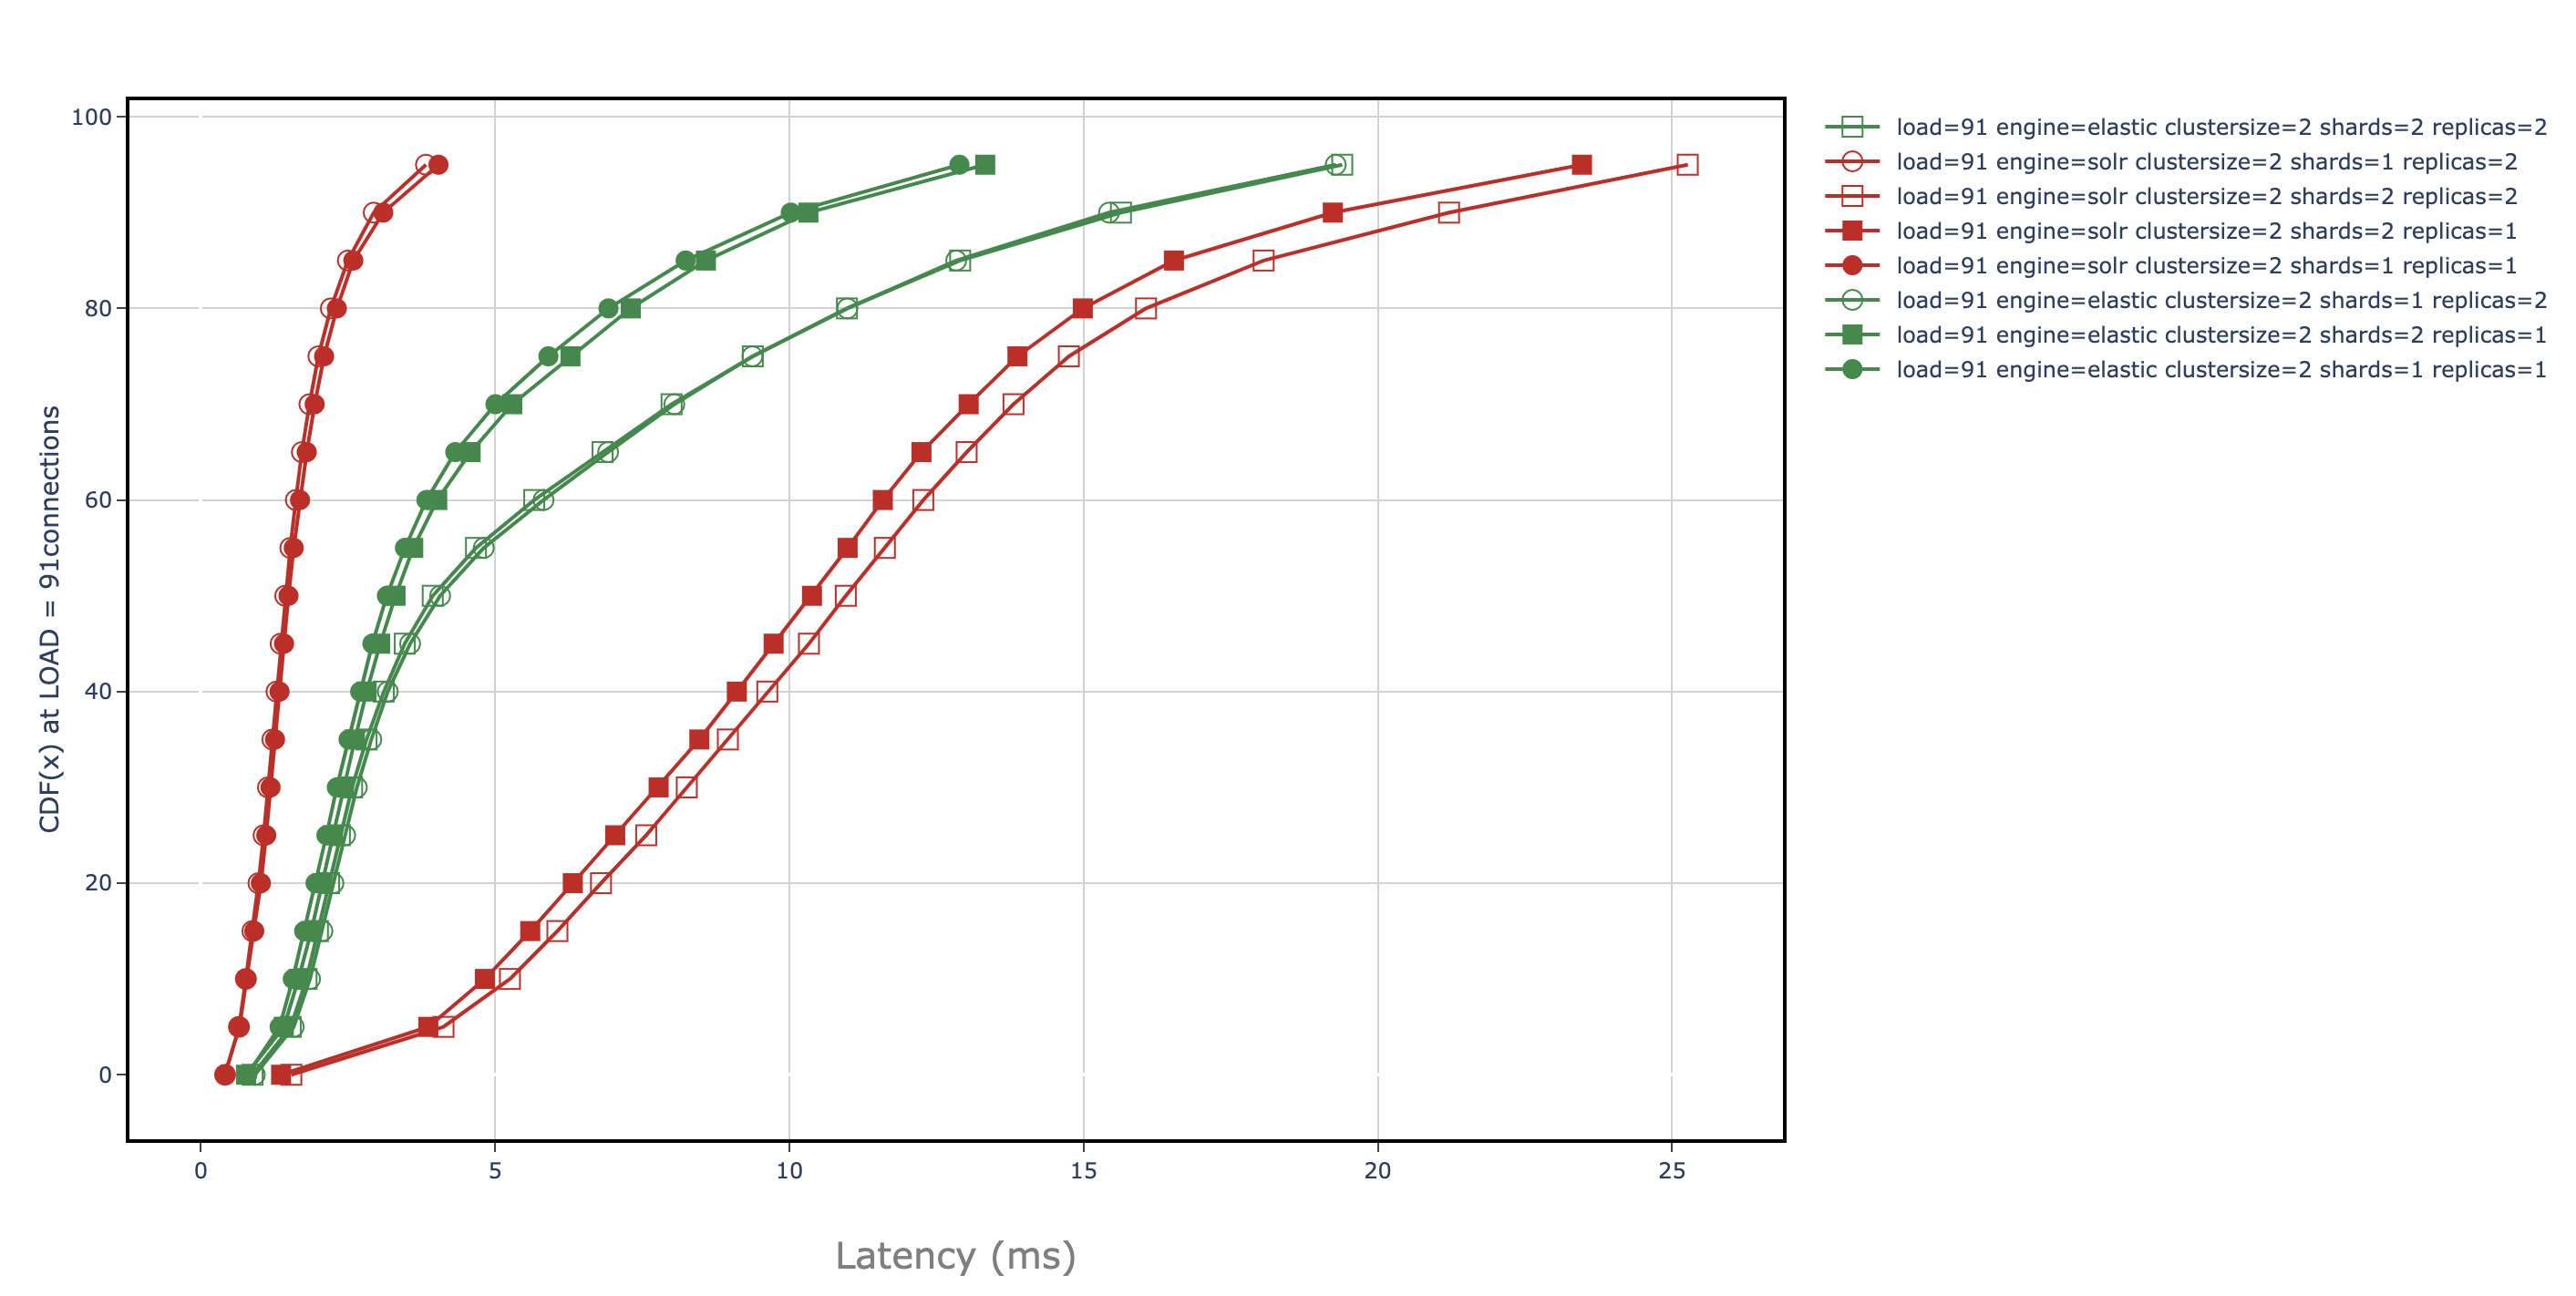 CDF(x) at LOAD = 91connections
100
80
60
40
20
0
0 5 10 15 20 25
Latency (ms)
load=91 engine=elastic clustersize=2 shards=2 replicas=2
load=91 engine=solr clustersize=2 shards=1 replicas=2
load=91 engine=solr clustersize=2 shards=2 replicas=2
load=91 engine=solr clustersize=2 shards=2 replicas=1
load=91 engine=solr clustersize=2 shards=1 replicas=1
load=91 engine=elastic clustersize=2 shards=1 replicas=2
load=91 engine=elastic clustersize=2 shards=2 replicas=1
load=91 engine=elastic clustersize=2 shards=1 replicas=1